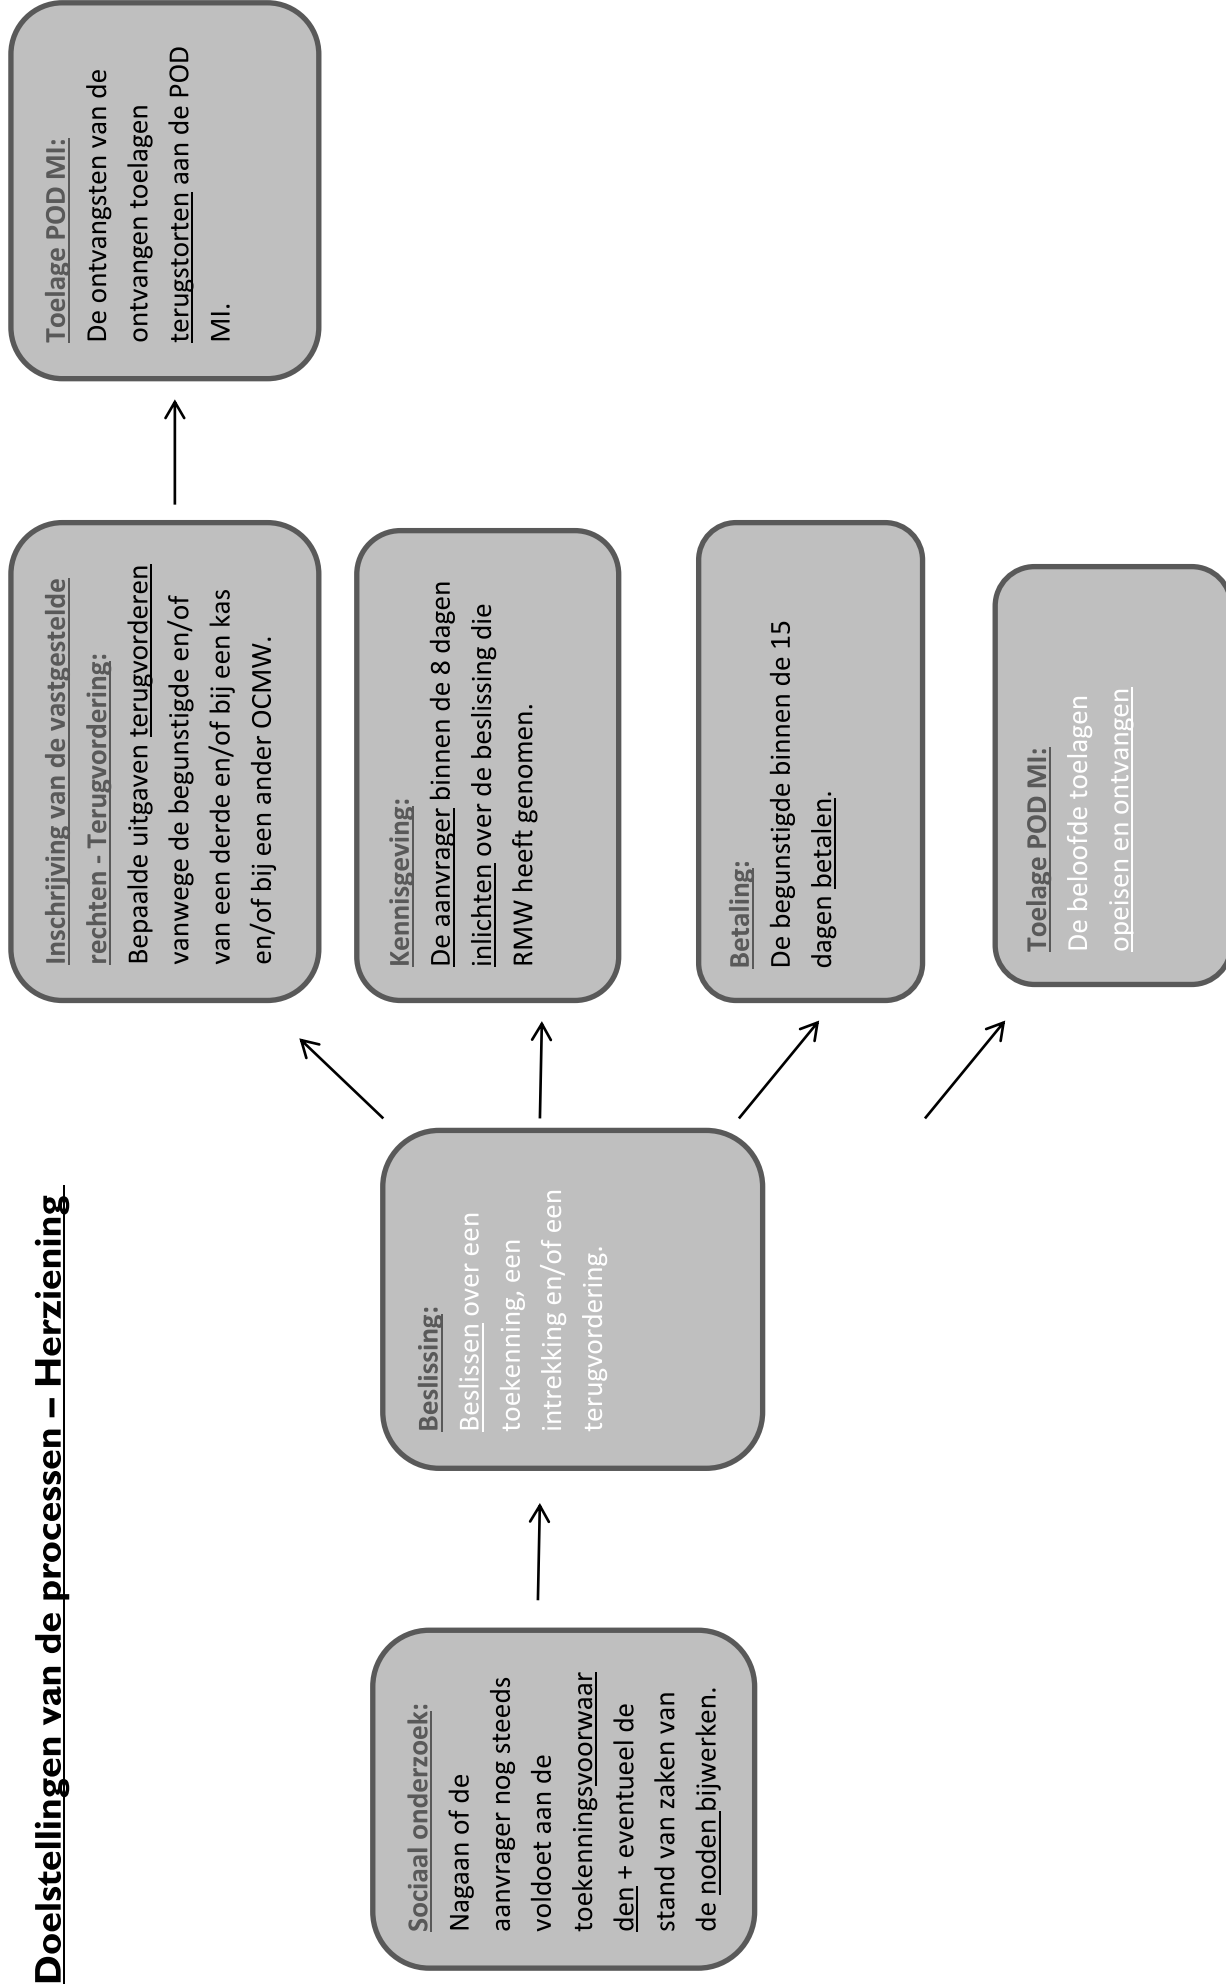 Doelstellingen van de processen – Herziening
Sociaal onderzoek:
Nagaan of de
aanvrager nog steeds
voldoet aan de
toekenningsvoorwaar
den + eventueel de
stand van zaken van
de noden bijwerken.
Beslissing:
Beslissen over een
toekenning, een
intrekking en/of een
terugvordering.
Inschrijving van de vastgestelde
rechten - Terugvordering:
Bepaalde uitgaven terugvorderen
vanwege de begunstigde en/of
van een derde en/of bij een kas
en/of bij een ander OCMW.
Kennisgeving:
De aanvrager binnen de 8 dagen
inlichten over de beslissing die
RMW heeft genomen.
Betaling:
De begunstigde binnen de 15
dagen betalen.
Toelage POD MI:
De beloofde toelagen
opeisen en ontvangen
Toelage POD MI:
De ontvangsten van de
ontvangen toelagen
terugstorten aan de POD
MI.